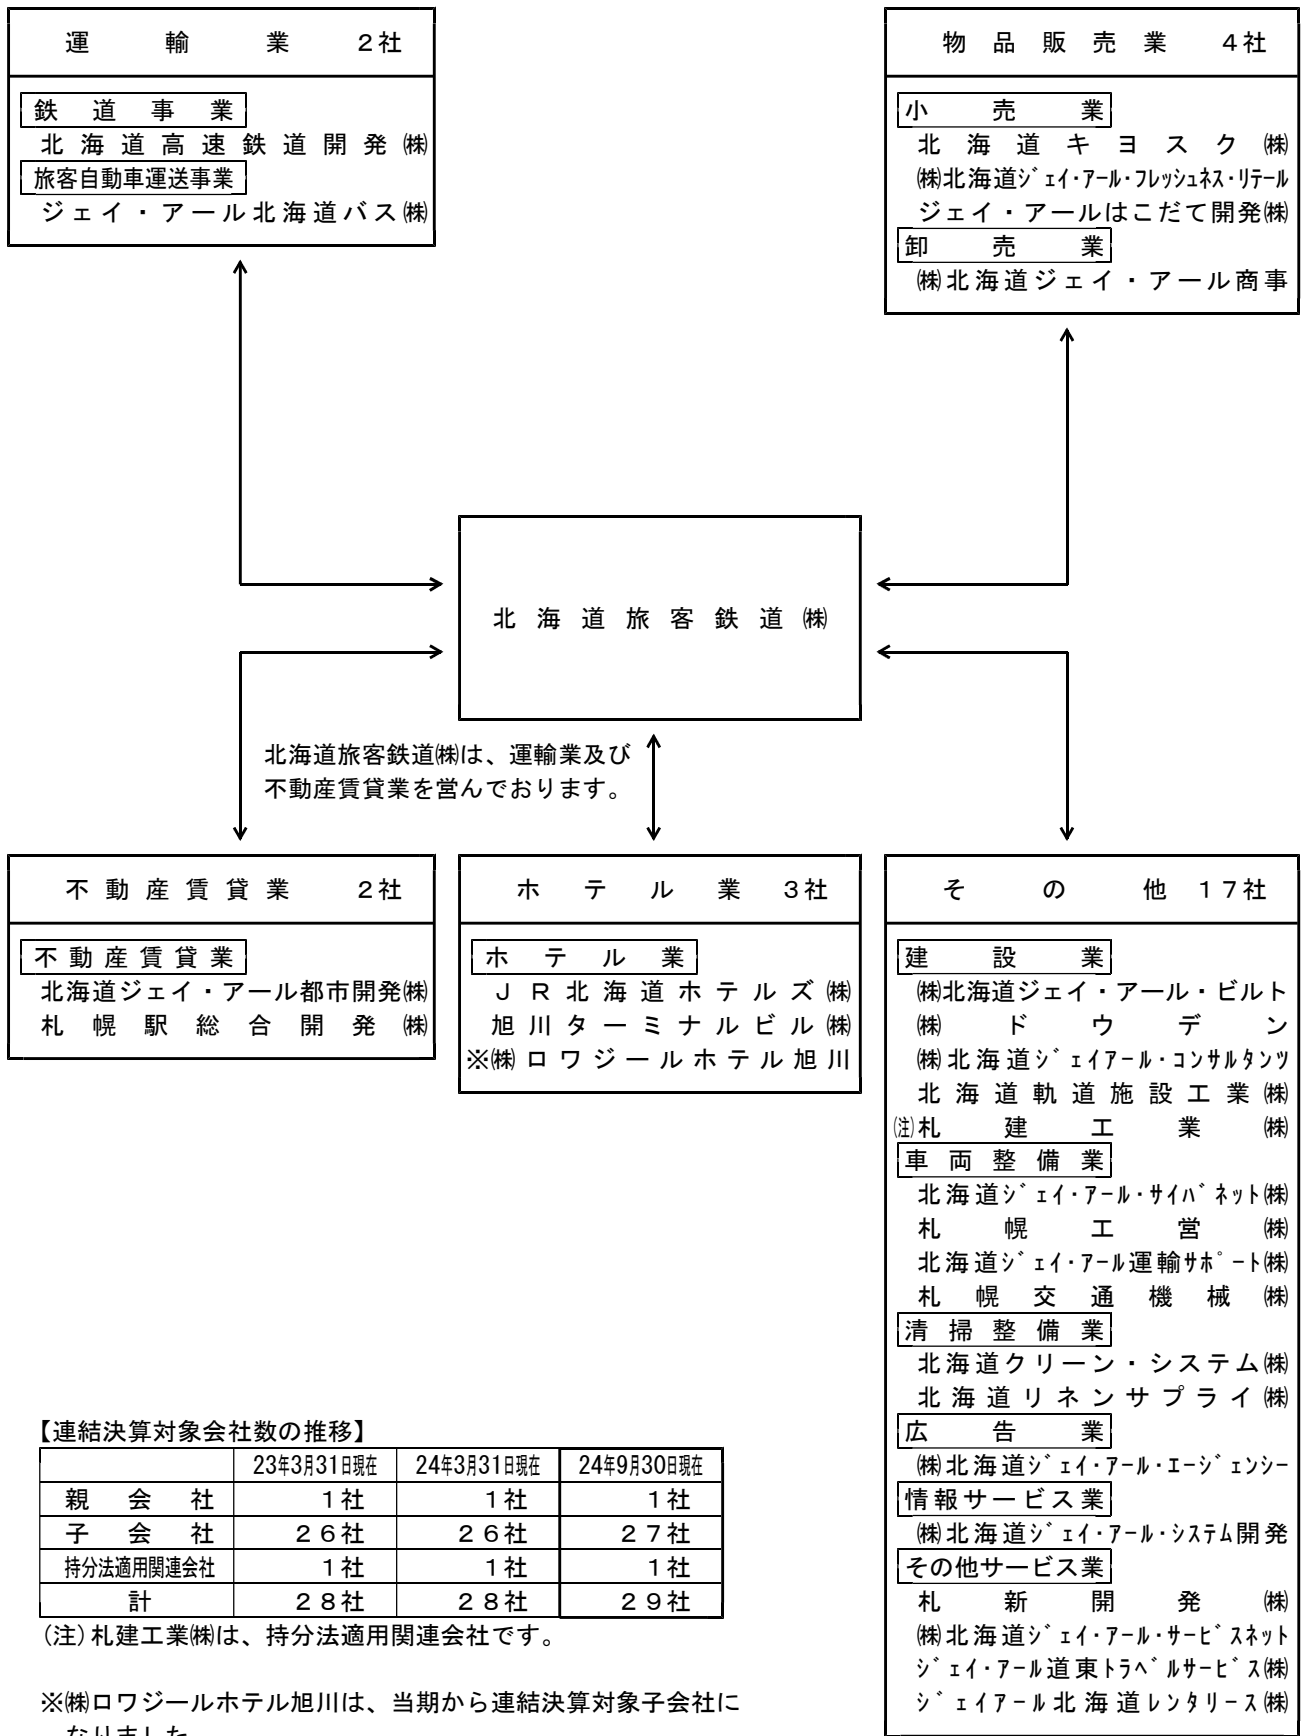 運輸業 2社
鉄道事業
北海道高速鉄道開発㈱
旅客自動車運送事業
ジェイ・アール北海道バス㈱
物品販売業 4社
小売業
北海道キヨスク㈱
㈱北海道ｼﾞｪｲ・ｱｰﾙ・ﾌﾚｯｼｭﾈｽ・ﾘﾃｰﾙ
ジェイ・アールはこだて開発㈱
卸売業
㈱北海道ジェイ・アール商事
北海道旅客鉄道㈱
北海道旅客鉄道㈱は、運輸業及び
不動産賃貸業を営んでおります。
不動産賃貸業 2社
不動産賃貸業
北海道ジェイ・アール都市開発㈱
札幌駅総合開発㈱
ホテル業 3社
ホテル業
ＪＲ北海道ホテルズ㈱
旭川ターミナルビル㈱
※㈱ロワジールホテル旭川
その他 17社
建設業
㈱北海道ジェイ・アール・ビルト
㈱ドウデン
㈱北海道ｼﾞｪｲｱｰﾙ・ｺﾝｻﾙﾀﾝﾂ
北海道軌道施設工業㈱
(注)札建工業㈱
車両整備業
北海道ｼﾞｪｲ・ｱｰﾙ・ｻｲﾊﾞﾈｯﾄ㈱
札幌工営㈱
北海道ｼﾞｪｲ・ｱｰﾙ運輸ｻﾎﾟｰﾄ㈱
札幌交通機械㈱
清掃整備業
北海道クリーン・システム㈱
北海道リネンサプライ㈱
広告業
㈱北海道ｼﾞｪｲ・ｱｰﾙ・ｴｰｼﾞｪﾝｼｰ
情報サービス業
㈱北海道ｼﾞｪｲ・ｱｰﾙ・ｼｽﾃﾑ開発
その他サービス業
札新開発㈱
㈱北海道ｼﾞｪｲ・ｱｰﾙ・ｻｰﾋﾞｽﾈｯﾄ
ｼﾞｪｲ・ｱｰﾙ道東ﾄﾗﾍﾞﾙｻｰﾋﾞｽ㈱
ｼﾞｪｲｱｰﾙ北海道レンタリース㈱
【連結決算対象会社数の推移】
23年3月31日現在 24年3月31日現在 24年9月30日現在
親会社 1社 1社 1社
子会社 26社 26社 27社
持分法適用関連会社 1社 1社 1社
計 28社 28社 29社
(注)札建工業㈱は、持分法適用関連会社です。
※㈱ロワジールホテル旭川は、当期から連結決算対象子会社に
なりました